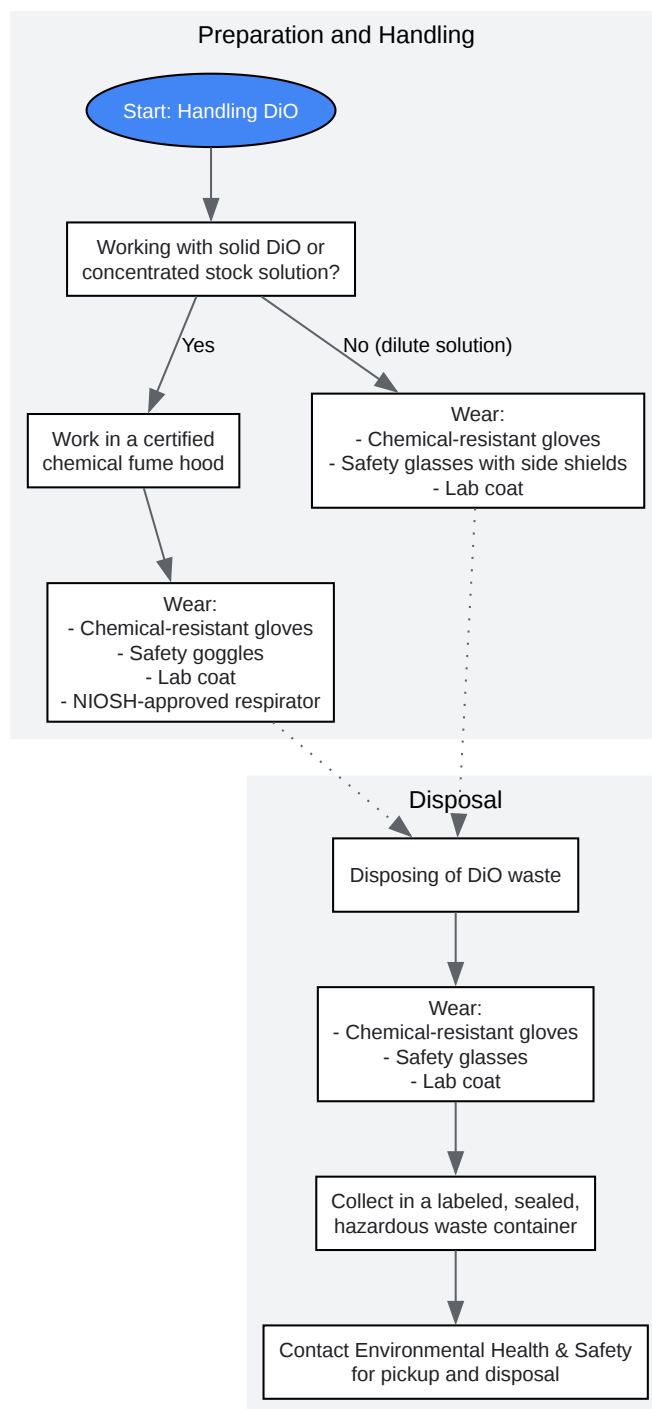 Preparation and Handling
Start: Handling DiO
Working with solid DiO or
concentrated stock solution?
Yes
No (dilute solution)
Work in a certified
chemical fume hood
Wear:
- Chemical-resistant gloves
- Safety glasses with side shields
- Lab coat
Wear:
- Chemical-resistant gloves
- Safety goggles
- Lab coat
- NIOSH-approved respirator
Disposal
Disposing of DiO waste
Wear:
- Chemical-resistant gloves
- Safety glasses
- Lab coat
Collect in a labeled, sealed,
hazardous waste container
Contact Environmental Health & Safety
for pickup and disposal